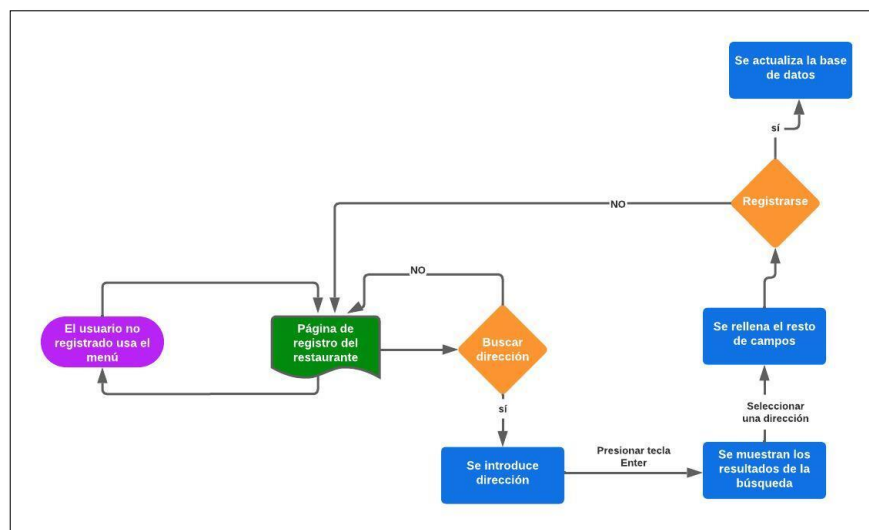 Se actualiza la base
de datos
sí
Registrarse
NO
NO
El usuario no
registrado usa el
menú
Página de
registro del
restaurante
Buscar
dirección
Se rellena el resto
de campos
sí
Seleccionar
una dirección
Se introduce
dirección
Presionar tecla
Enter
Se muestran los
resultados de la
búsqueda